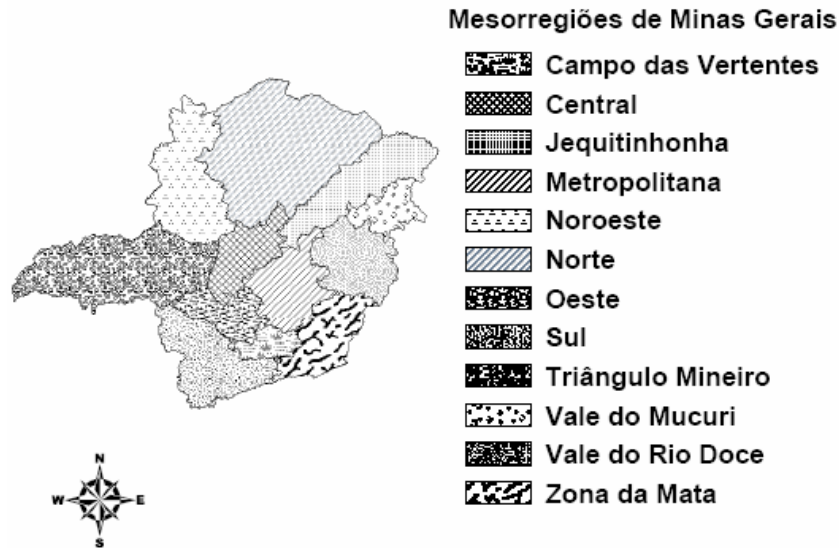 Mesorregiões de Minas Gerais
Campo das Vertentes
Central
Jequitinhonha
Metropolitana
Noroeste
Norte
Oeste
Sul
Triângulo Mineiro
Vale do Mucuri
Vale do Rio Doce
Zona da Mata
N
W E
S